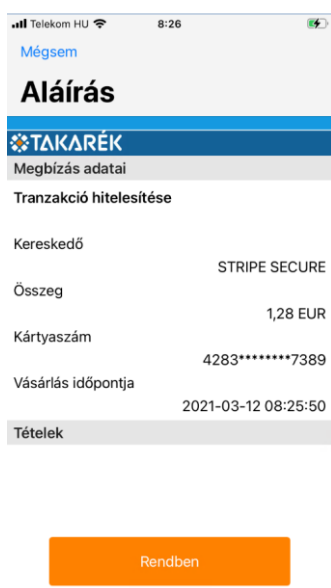 Telekom HU 8:26
Mégsem
Aláírás
TAKARÉK
Megbízás adatai
Tranzakció hitelesítése
Kereskedő
STRIPE SECURE
Összeg
1,28 EUR
Kártyaszám
4283********7389
Vásárlás időpontja
2021-03-12 08:25:50
Tételek
Rendben